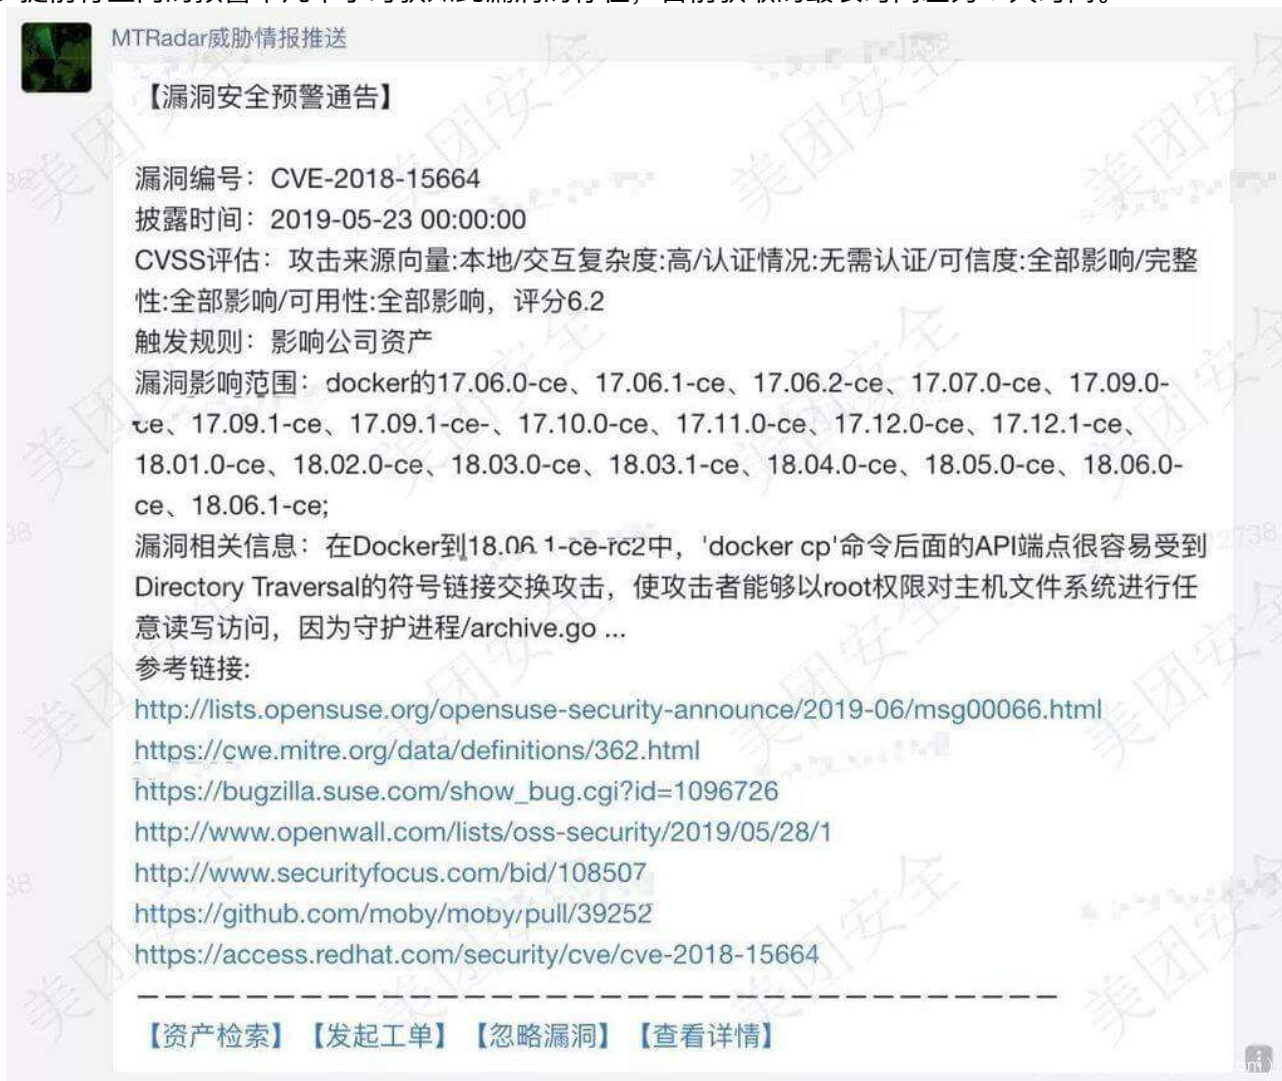 MTRadar威胁情报推送
【漏洞安全预警通告】
漏洞编号：CVE-2018-15664
披露时间：2019-05-23 00:00:00
CVSS评估：攻击来源向量:本地/交互复杂度:高/认证情况:无需认证/可信度:全部影响/完整
性:全部影响/可用性:全部影响，评分6.2
触发规则：影响公司资产
漏洞影响范围：docker的17.06.0-ce、17.06.1-ce、17.06.2-ce、17.07.0-ce、17.09.0-
ce、17.09.1-ce、17.09.1-ce-、17.10.0-ce、17.11.0-ce、17.12.0-ce、17.12.1-ce、
18.01.0-ce、18.02.0-ce、18.03.0-ce、18.03.1-ce、18.04.0-ce、18.05.0-ce、18.06.0-
ce、18.06.1-ce;
漏洞相关信息：在Docker到18.06.1-ce-rc2中，'docker cp'命令后面的API端点很容易受到
Directory Traversal的符号链接交换攻击，使攻击者能够以root权限对主机文件系统进行任
意读写访问，因为守护进程/archive.go ...
参考链接:
http://lists.opensuse.org/opensuse-security-announce/2019-06/msg00066.html
https://cwe.mitre.org/data/definitions/362.html
https://bugzilla.suse.com/show_bug.cgi?id=1096726
http://www.openwall.com/lists/oss-security/2019/05/28/1
http://www.securityfocus.com/bid/108507
https://github.com/moby/moby/pull/39252
https://access.redhat.com/security/cve/cve-2018-15664
【资产检索】【发起工单】【忽略漏洞】【查看详情】
美团安全